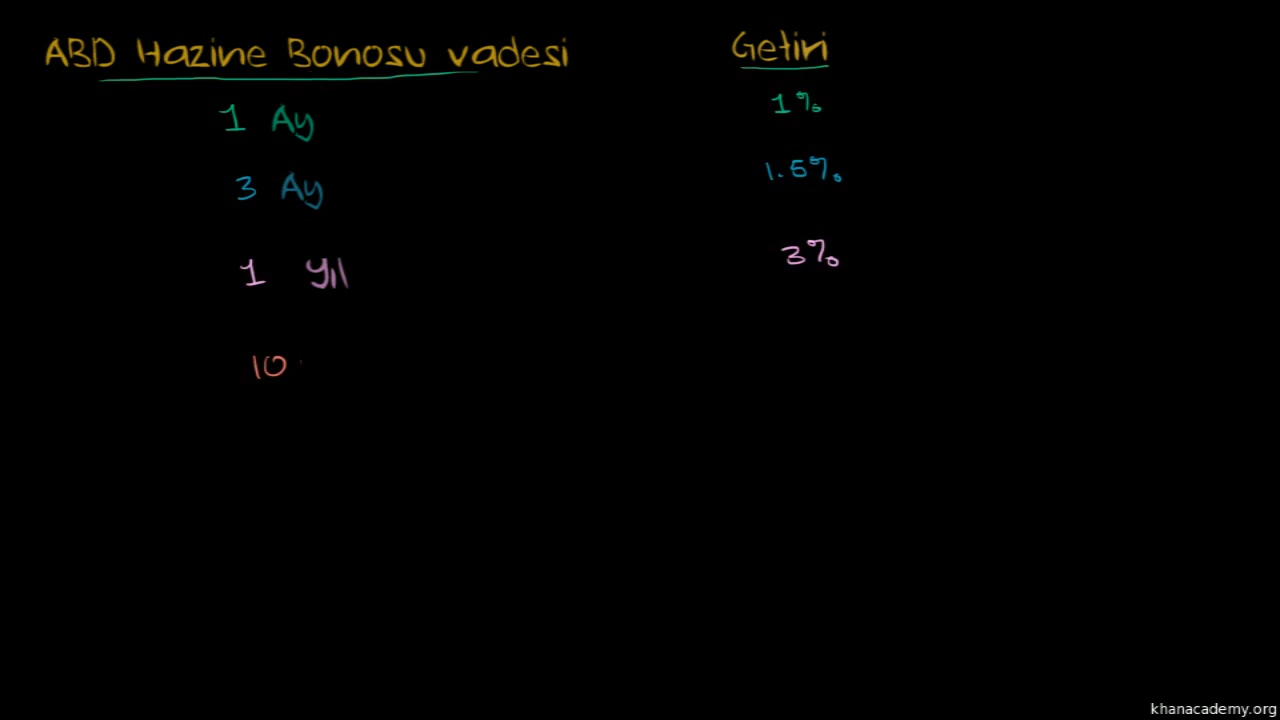 ABD Hazine Bonosu vadesi Getiri
1 Ay 1%
3 Ay 1.5%
1 yıl 3%
10
khanacademy.org